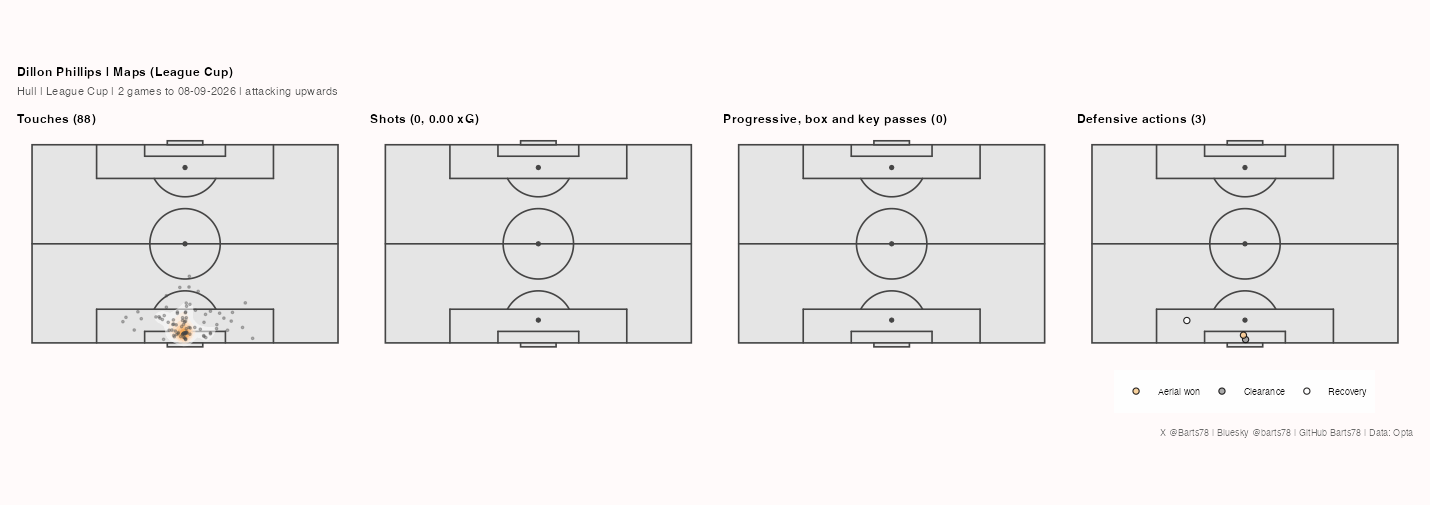 Dillon Phillips | Maps (League Cup)
Hull | League Cup | 2 games to 08-09-2026 | attacking upwards
Touches (88)
Shots (0, 0.00 xG)
Progressive, box and key passes (0)
Defensive actions (3)
Aerial won
Clearance
Recovery
X @Barts78 | Bluesky @barts78 | GitHub Barts78 | Data: Opta